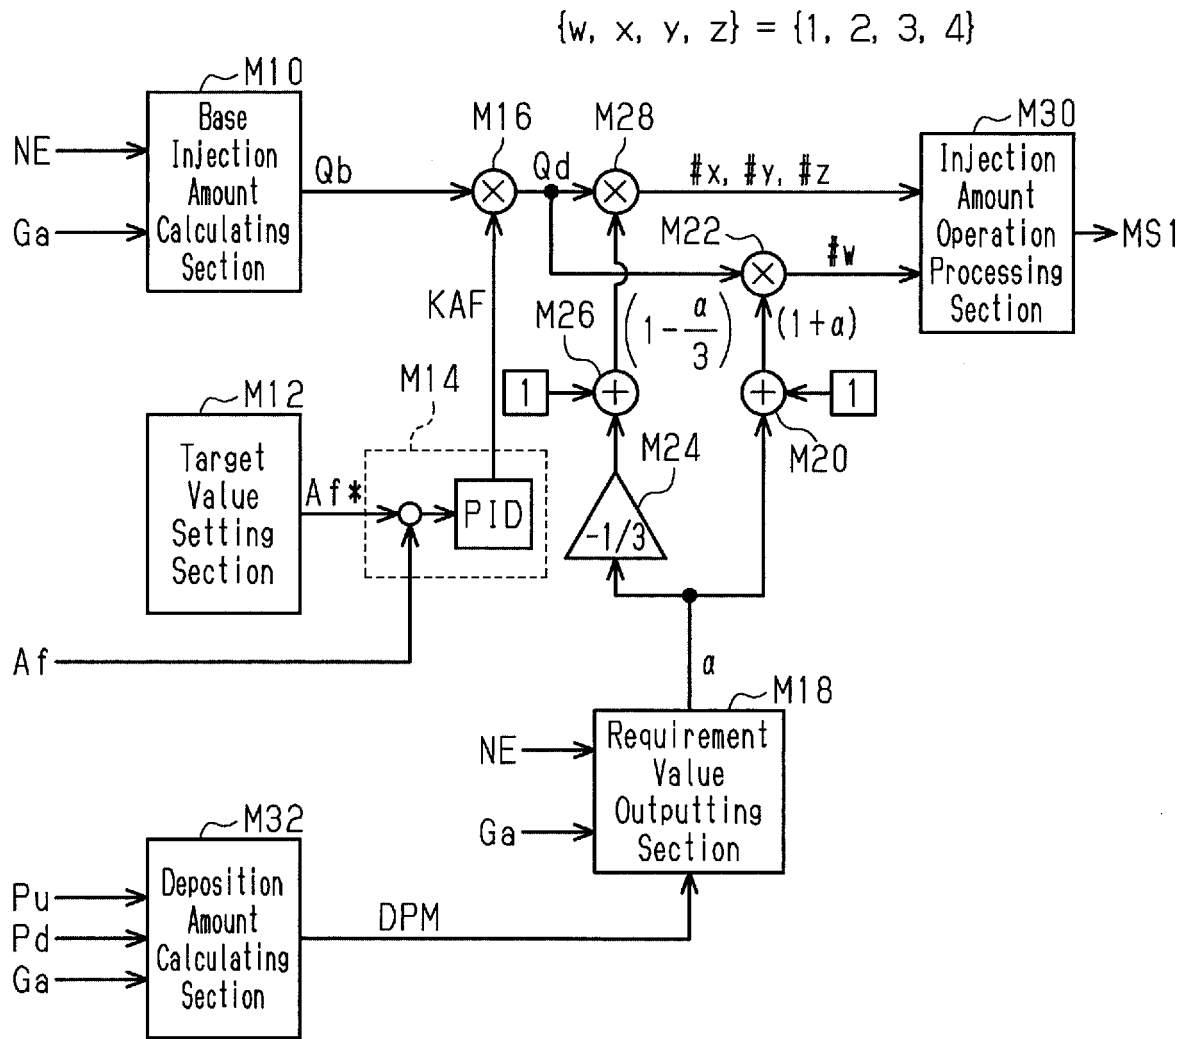 {w, x, y, z} = {1, 2, 3, 4}
M10
Base
Injection
Amount
Calculating
Section
NE
Ga
Qb
M16
Qd
M28
#x, #y, #z
M22
#w
M30
Injection
Amount
Operation
Processing
Section
MS1
KAF
M26
(1-α/3)
(1+α)
1
1
M20
M12
Target
Value
Setting
Section
Af*
M14
PID
M24
-1/3
Af
α
M18
Requirement
Value
Outputting
Section
NE
Ga
M32
Deposition
Amount
Calculating
Section
Pu
Pd
Ga
DPM